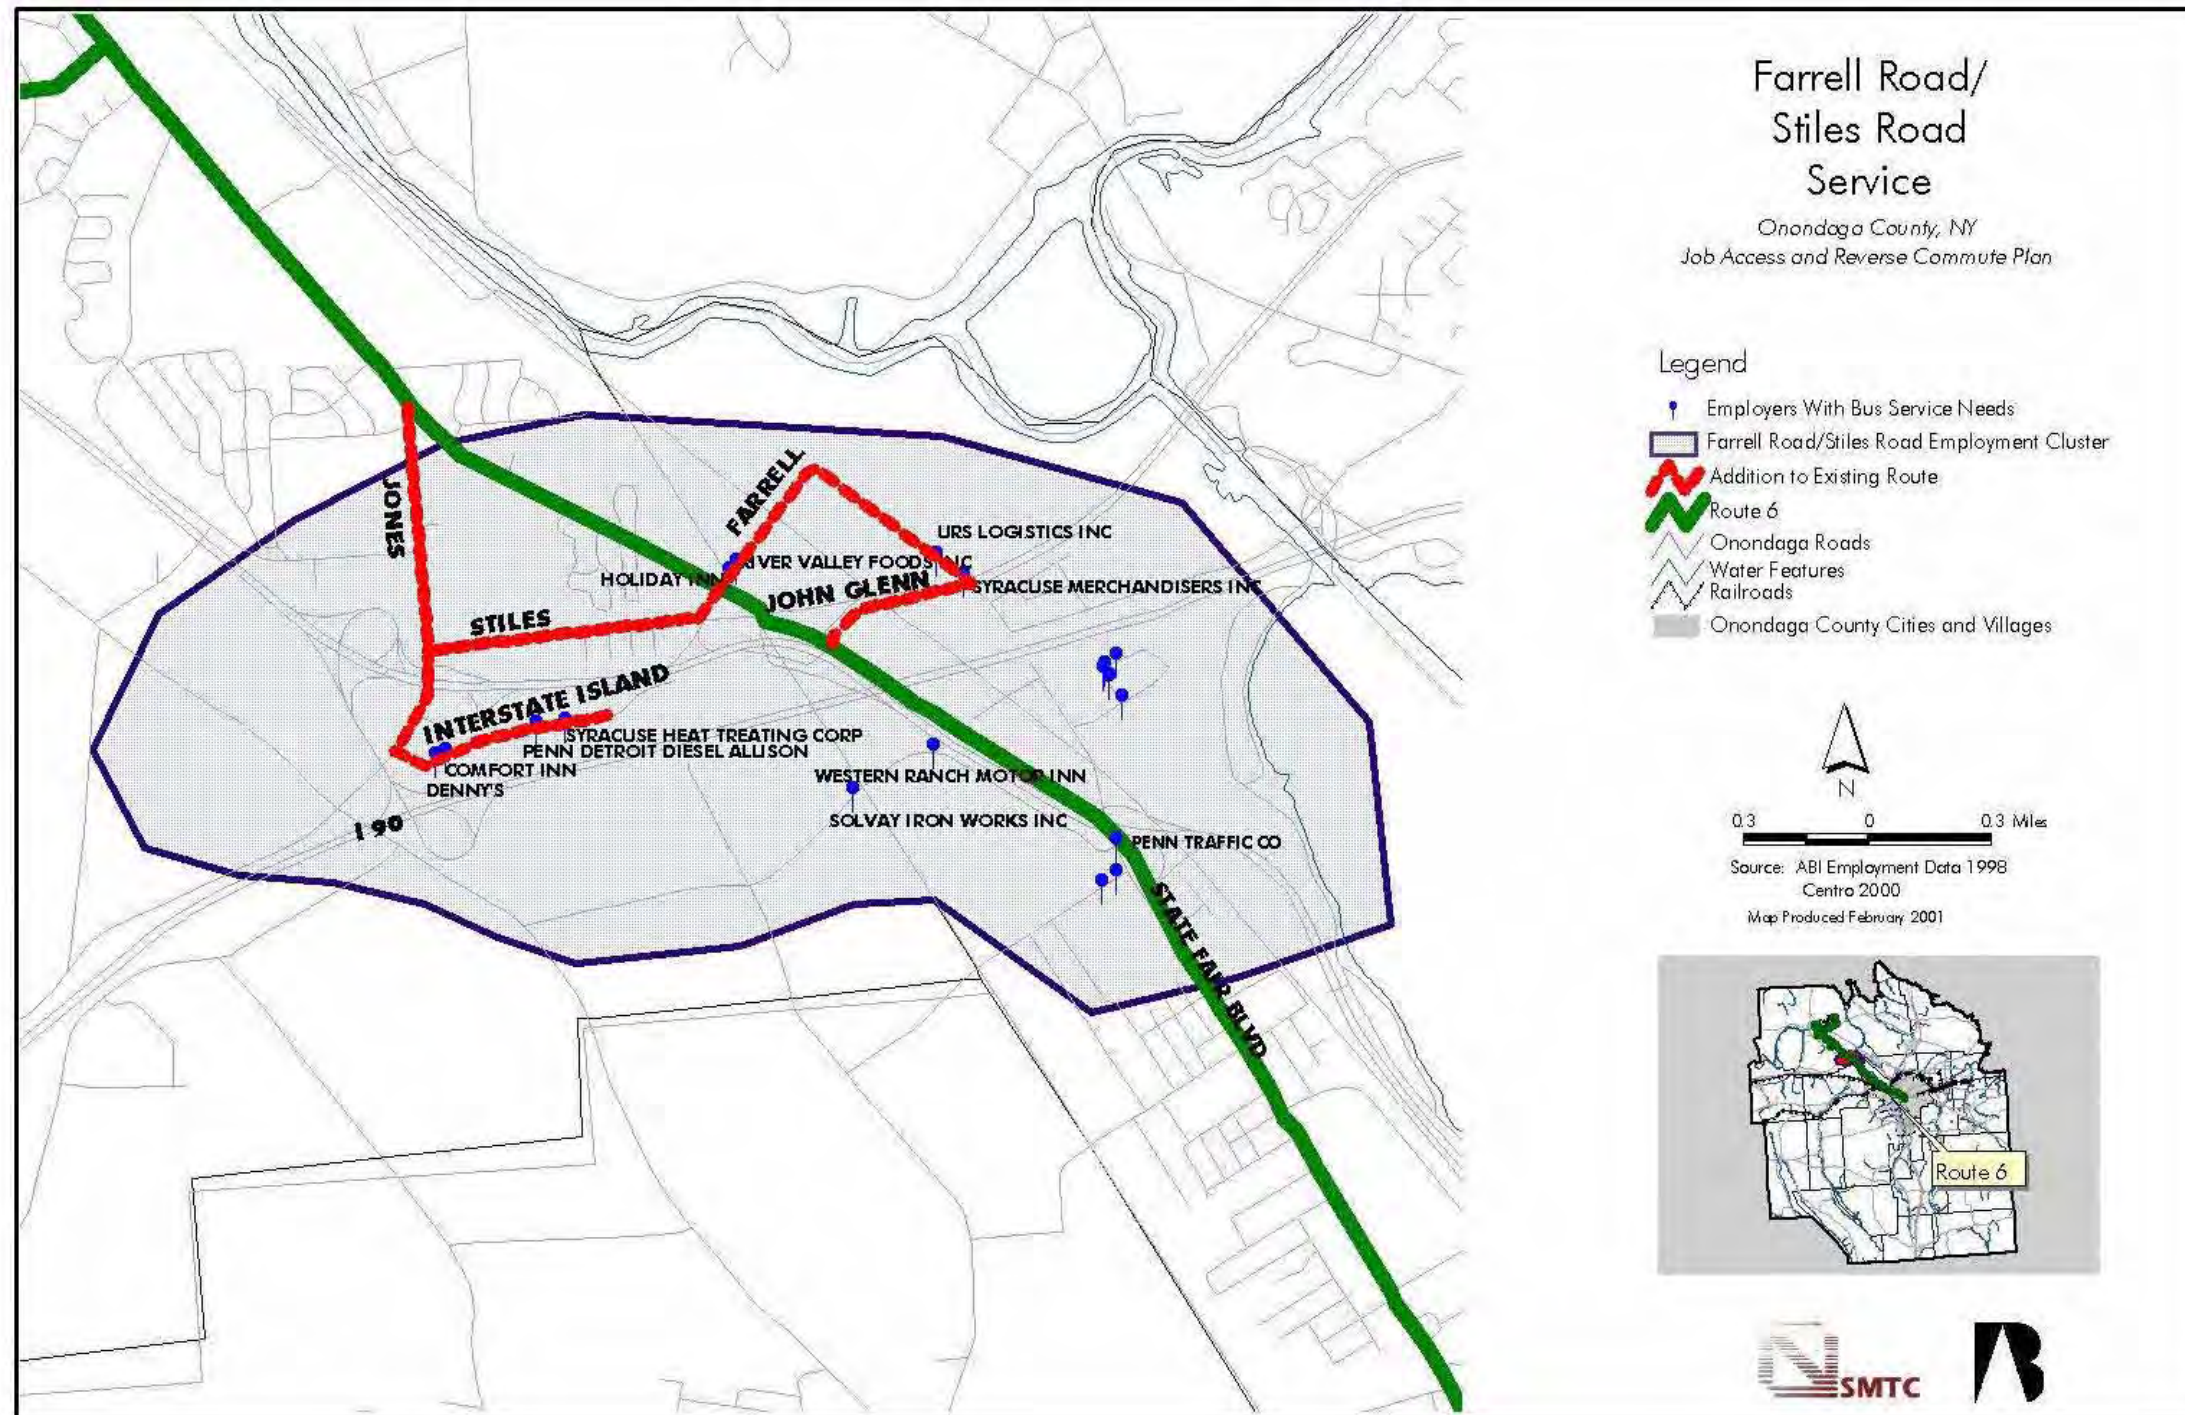 Farrell Road/
Stiles Road
Service
Onondaga County, NY
Job Access and Reverse Commute Plan
Legend
Employers With Bus Service Needs
Farrell Road/Stiles Road Employment Cluster
Addition to Existing Route
Route 6
Onondaga Roads
Water Features
Railroads
Onondaga County Cities and Villages
N
0.3 0 0.3 Miles
Source: ABI Employment Data 1998
Centro 2000
Map Produced February 2001
Route 6
SMTC
JONES
FARRELL
URS LOGISTICS INC
RIVER VALLEY FOODS INC
HOLIDAY INN
JOHN GLENN
SYRACUSE MERCHANDISERS INC
STILES
INTERSTATE ISLAND
SYRACUSE HEAT TREATING CORP
PENN DETROIT DIESEL ALLISON
COMFORT INN
DENNY'S
WESTERN RANCH MOTOR INN
SOLVAY IRON WORKS INC
I 90
PENN TRAFFIC CO
STATE FAIR BLVD